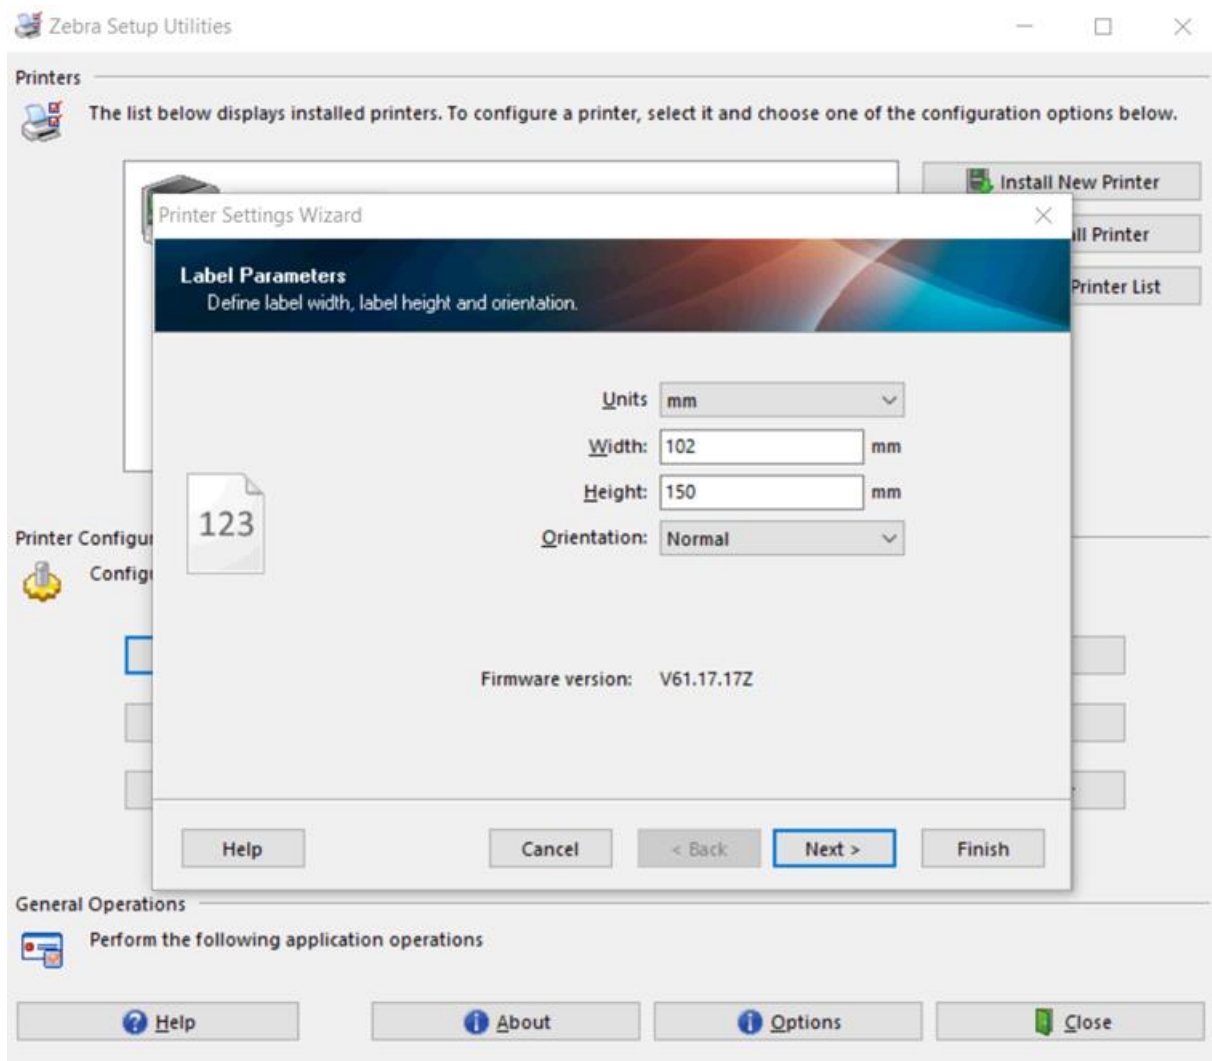 Zebra Setup Utilities
Printers
The list below displays installed printers. To configure a printer, select it and choose one of the configuration options below.
Install New Printer
ll Printer
Printer List
Printer Settings Wizard
Label Parameters
Define label width, label height and orientation.
Units mm
Width: 102 mm
Height: 150 mm
Orientation: Normal
123
Firmware version: V61.17.17Z
Help Cancel < Back Next > Finish
Printer Configu
Config
General Operations
Perform the following application operations
Help About Options Close